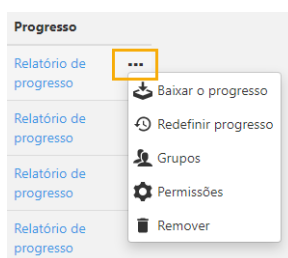 Progresso
Relatório de
progresso
...
Baixar o progresso
Relatório de
progresso
Redefinir progresso
Grupos
Relatório de
progresso
Permissões
Relatório de
progresso
Remover